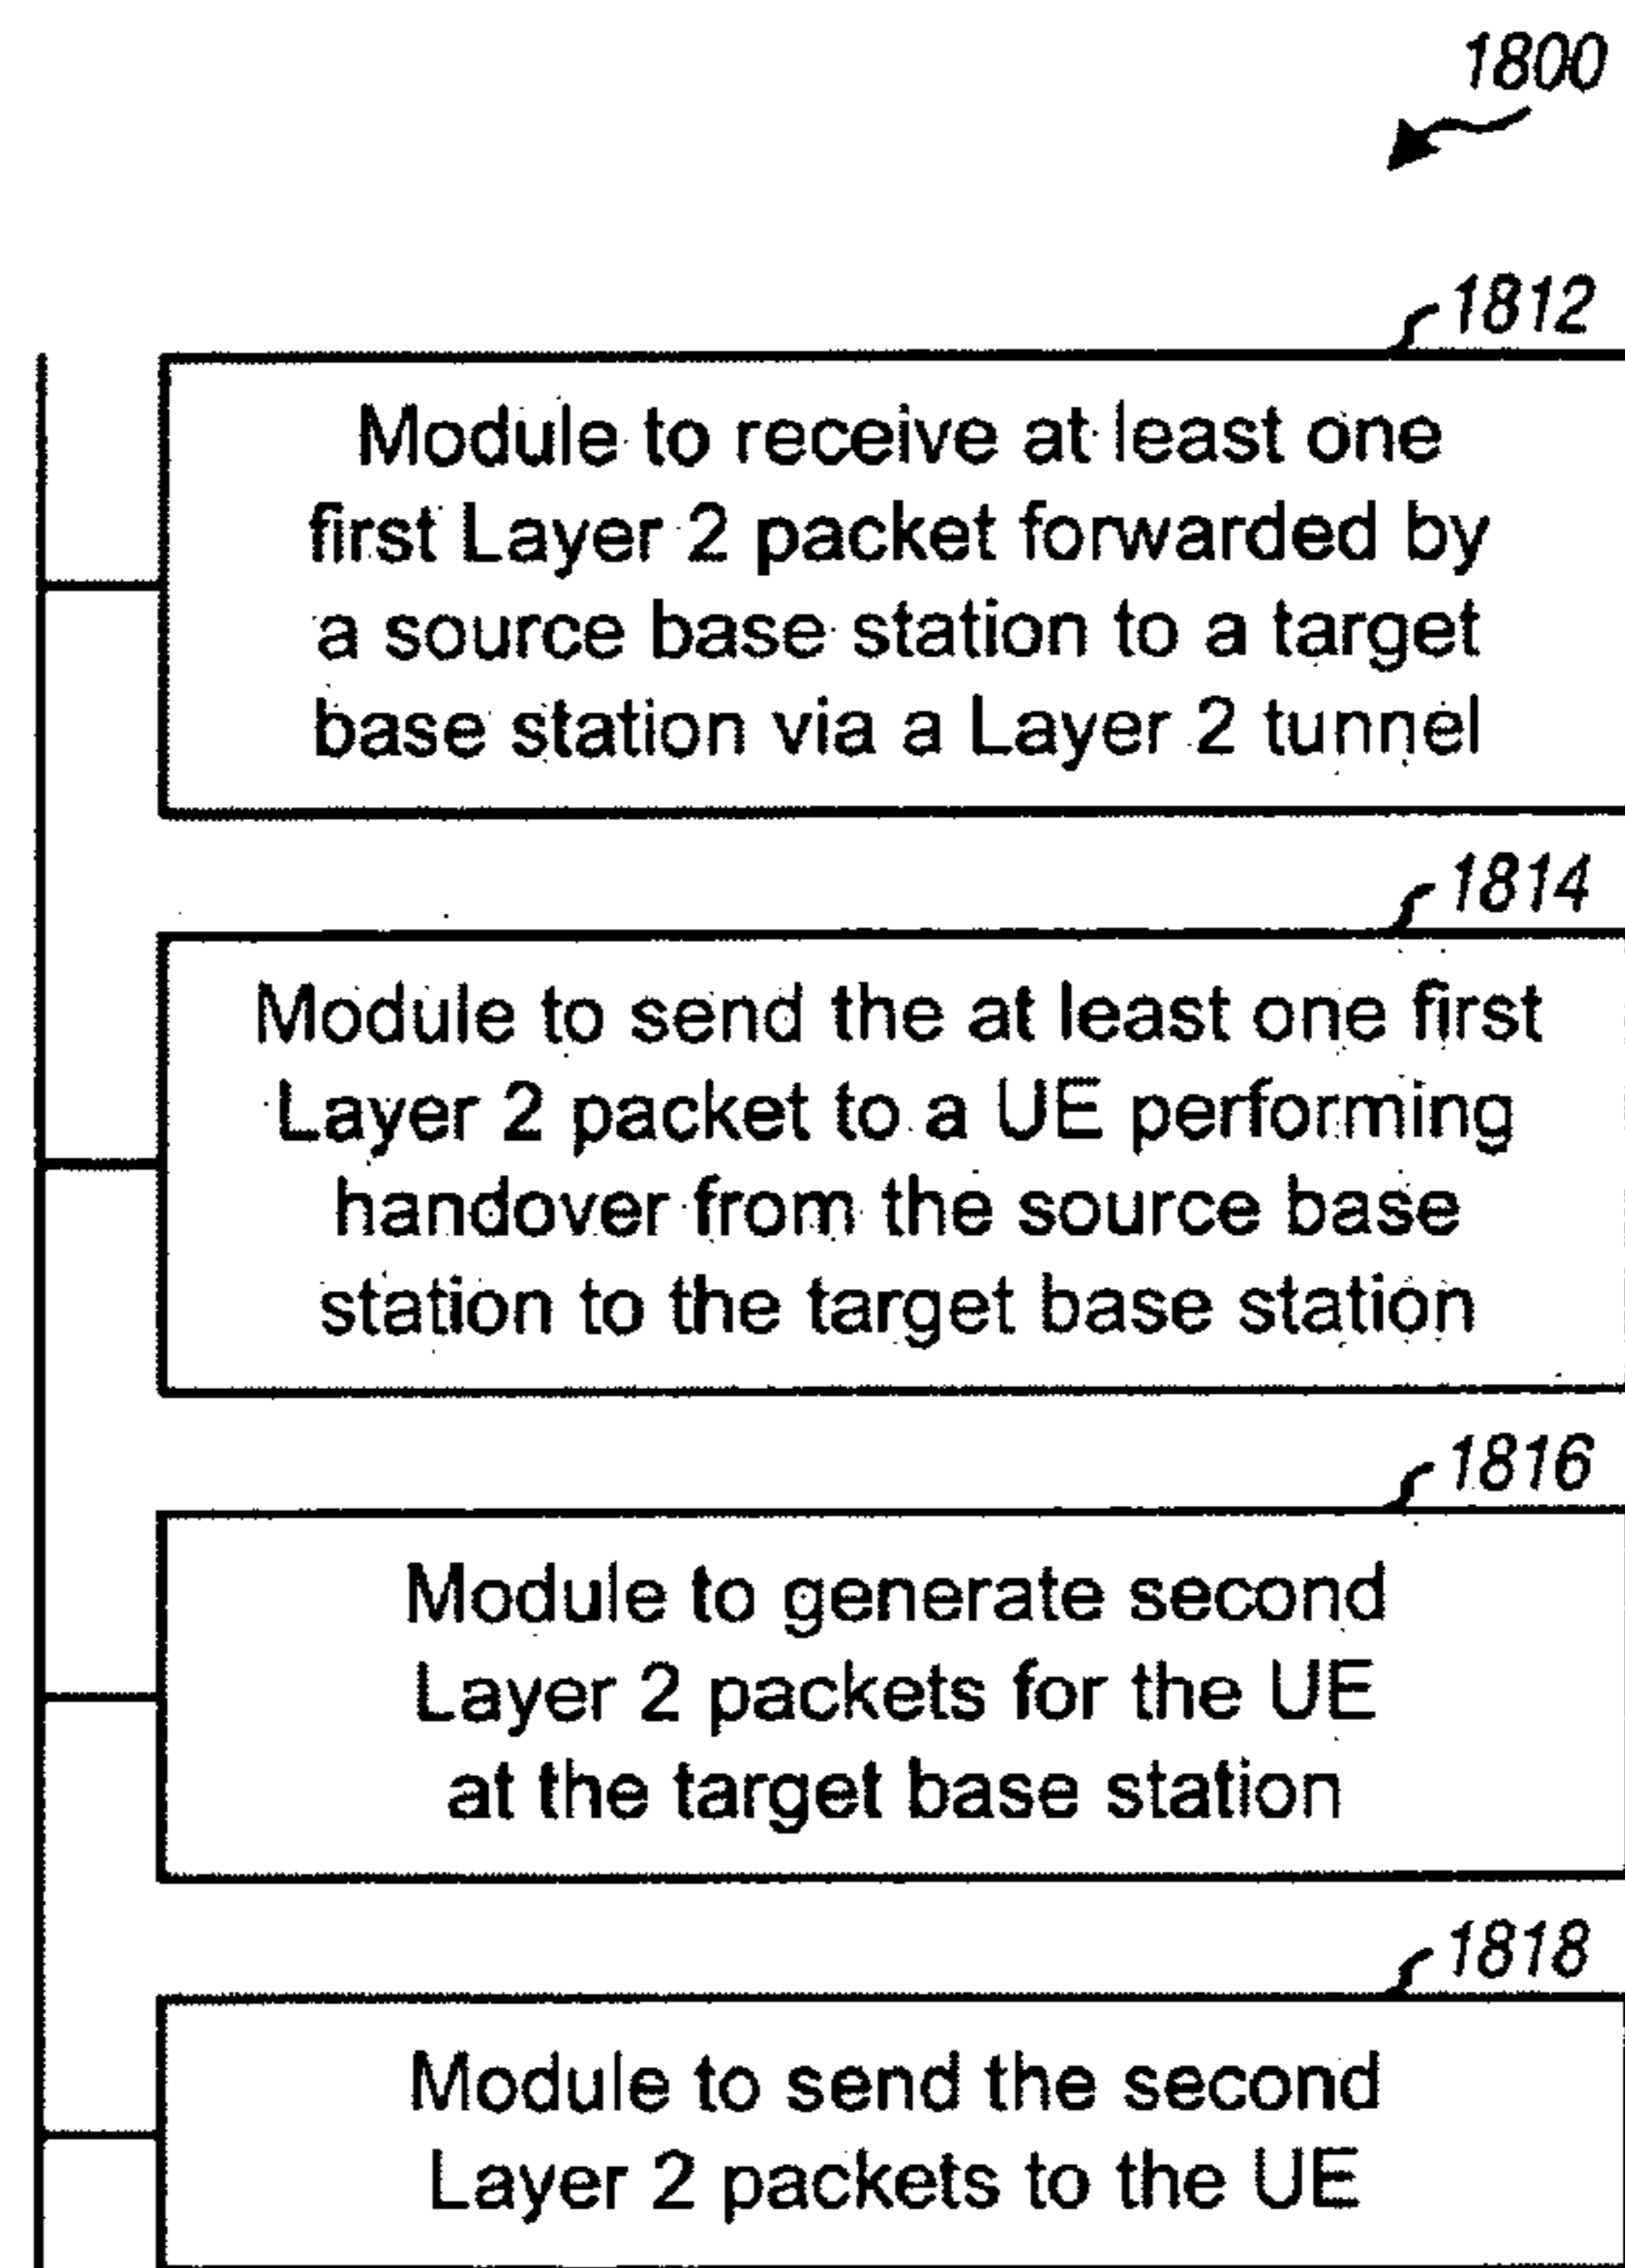 1800
1812
Module to receive at least one
first Layer 2 packet forwarded by
a source base station to a target
base station via a Layer 2 tunnel
1814
Module to send the at least one first
Layer 2 packet to a UE performing
handover from the source base
station to the target base station
1816
Module to generate second
Layer 2 packets for the UE
at the target base station
1818
Module to send the second
Layer 2 packets to the UE